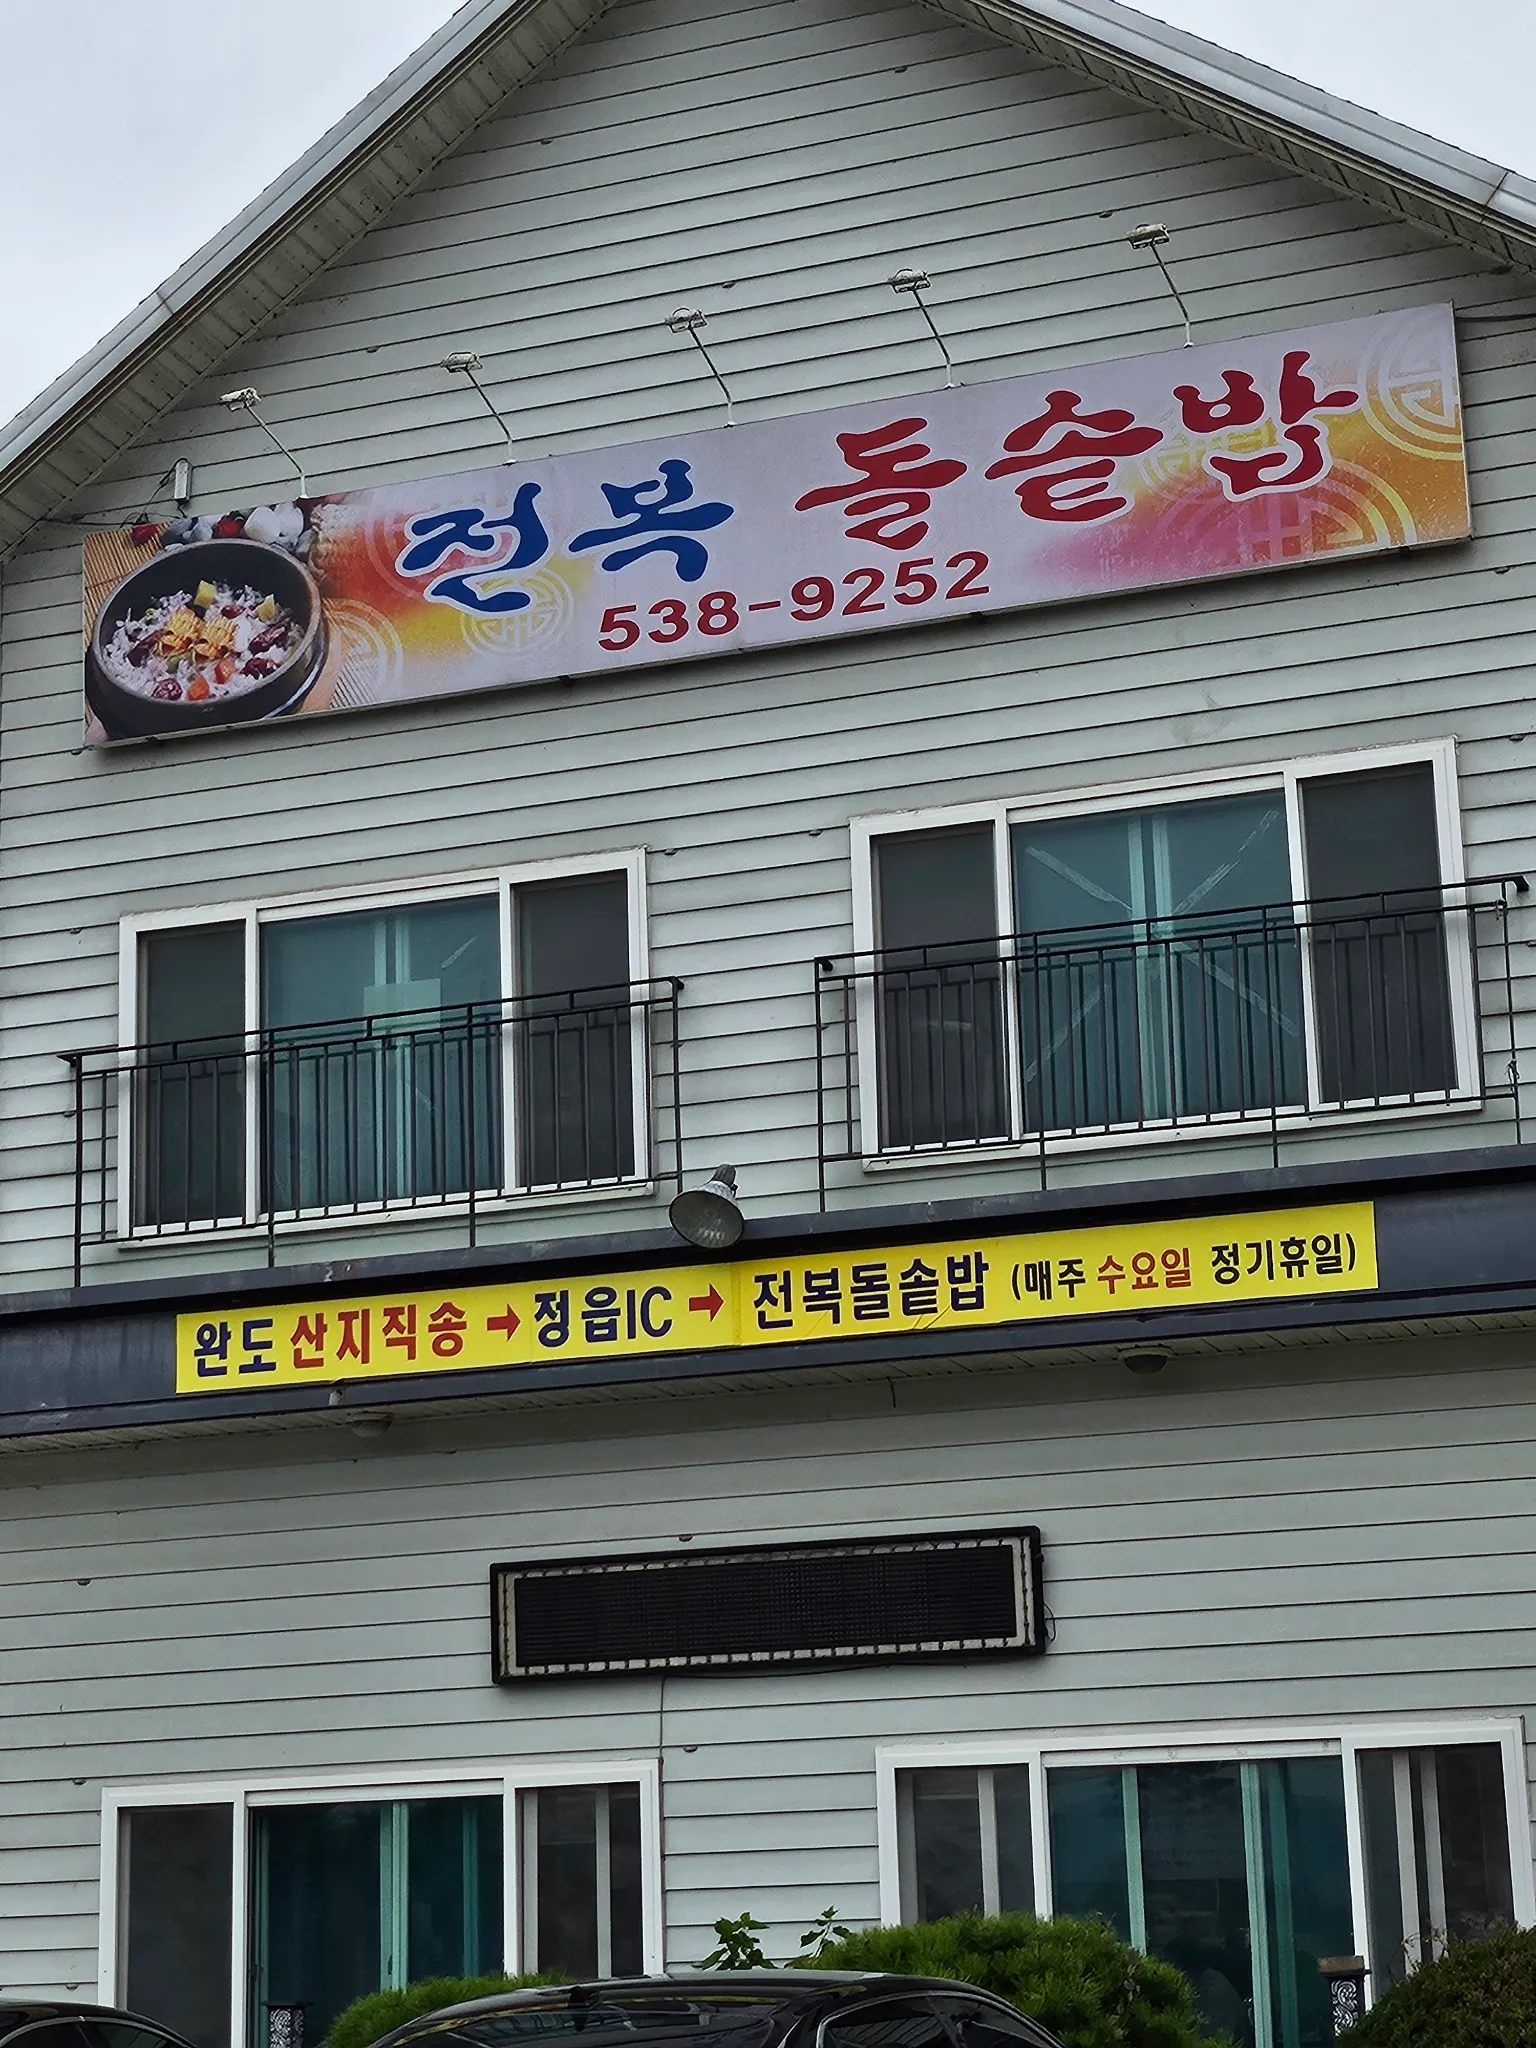 전복 돌솥밥
538-9252
완도 산지직송 → 정읍IC → 전복돌솥밥 (매주 수요일 정기휴일)